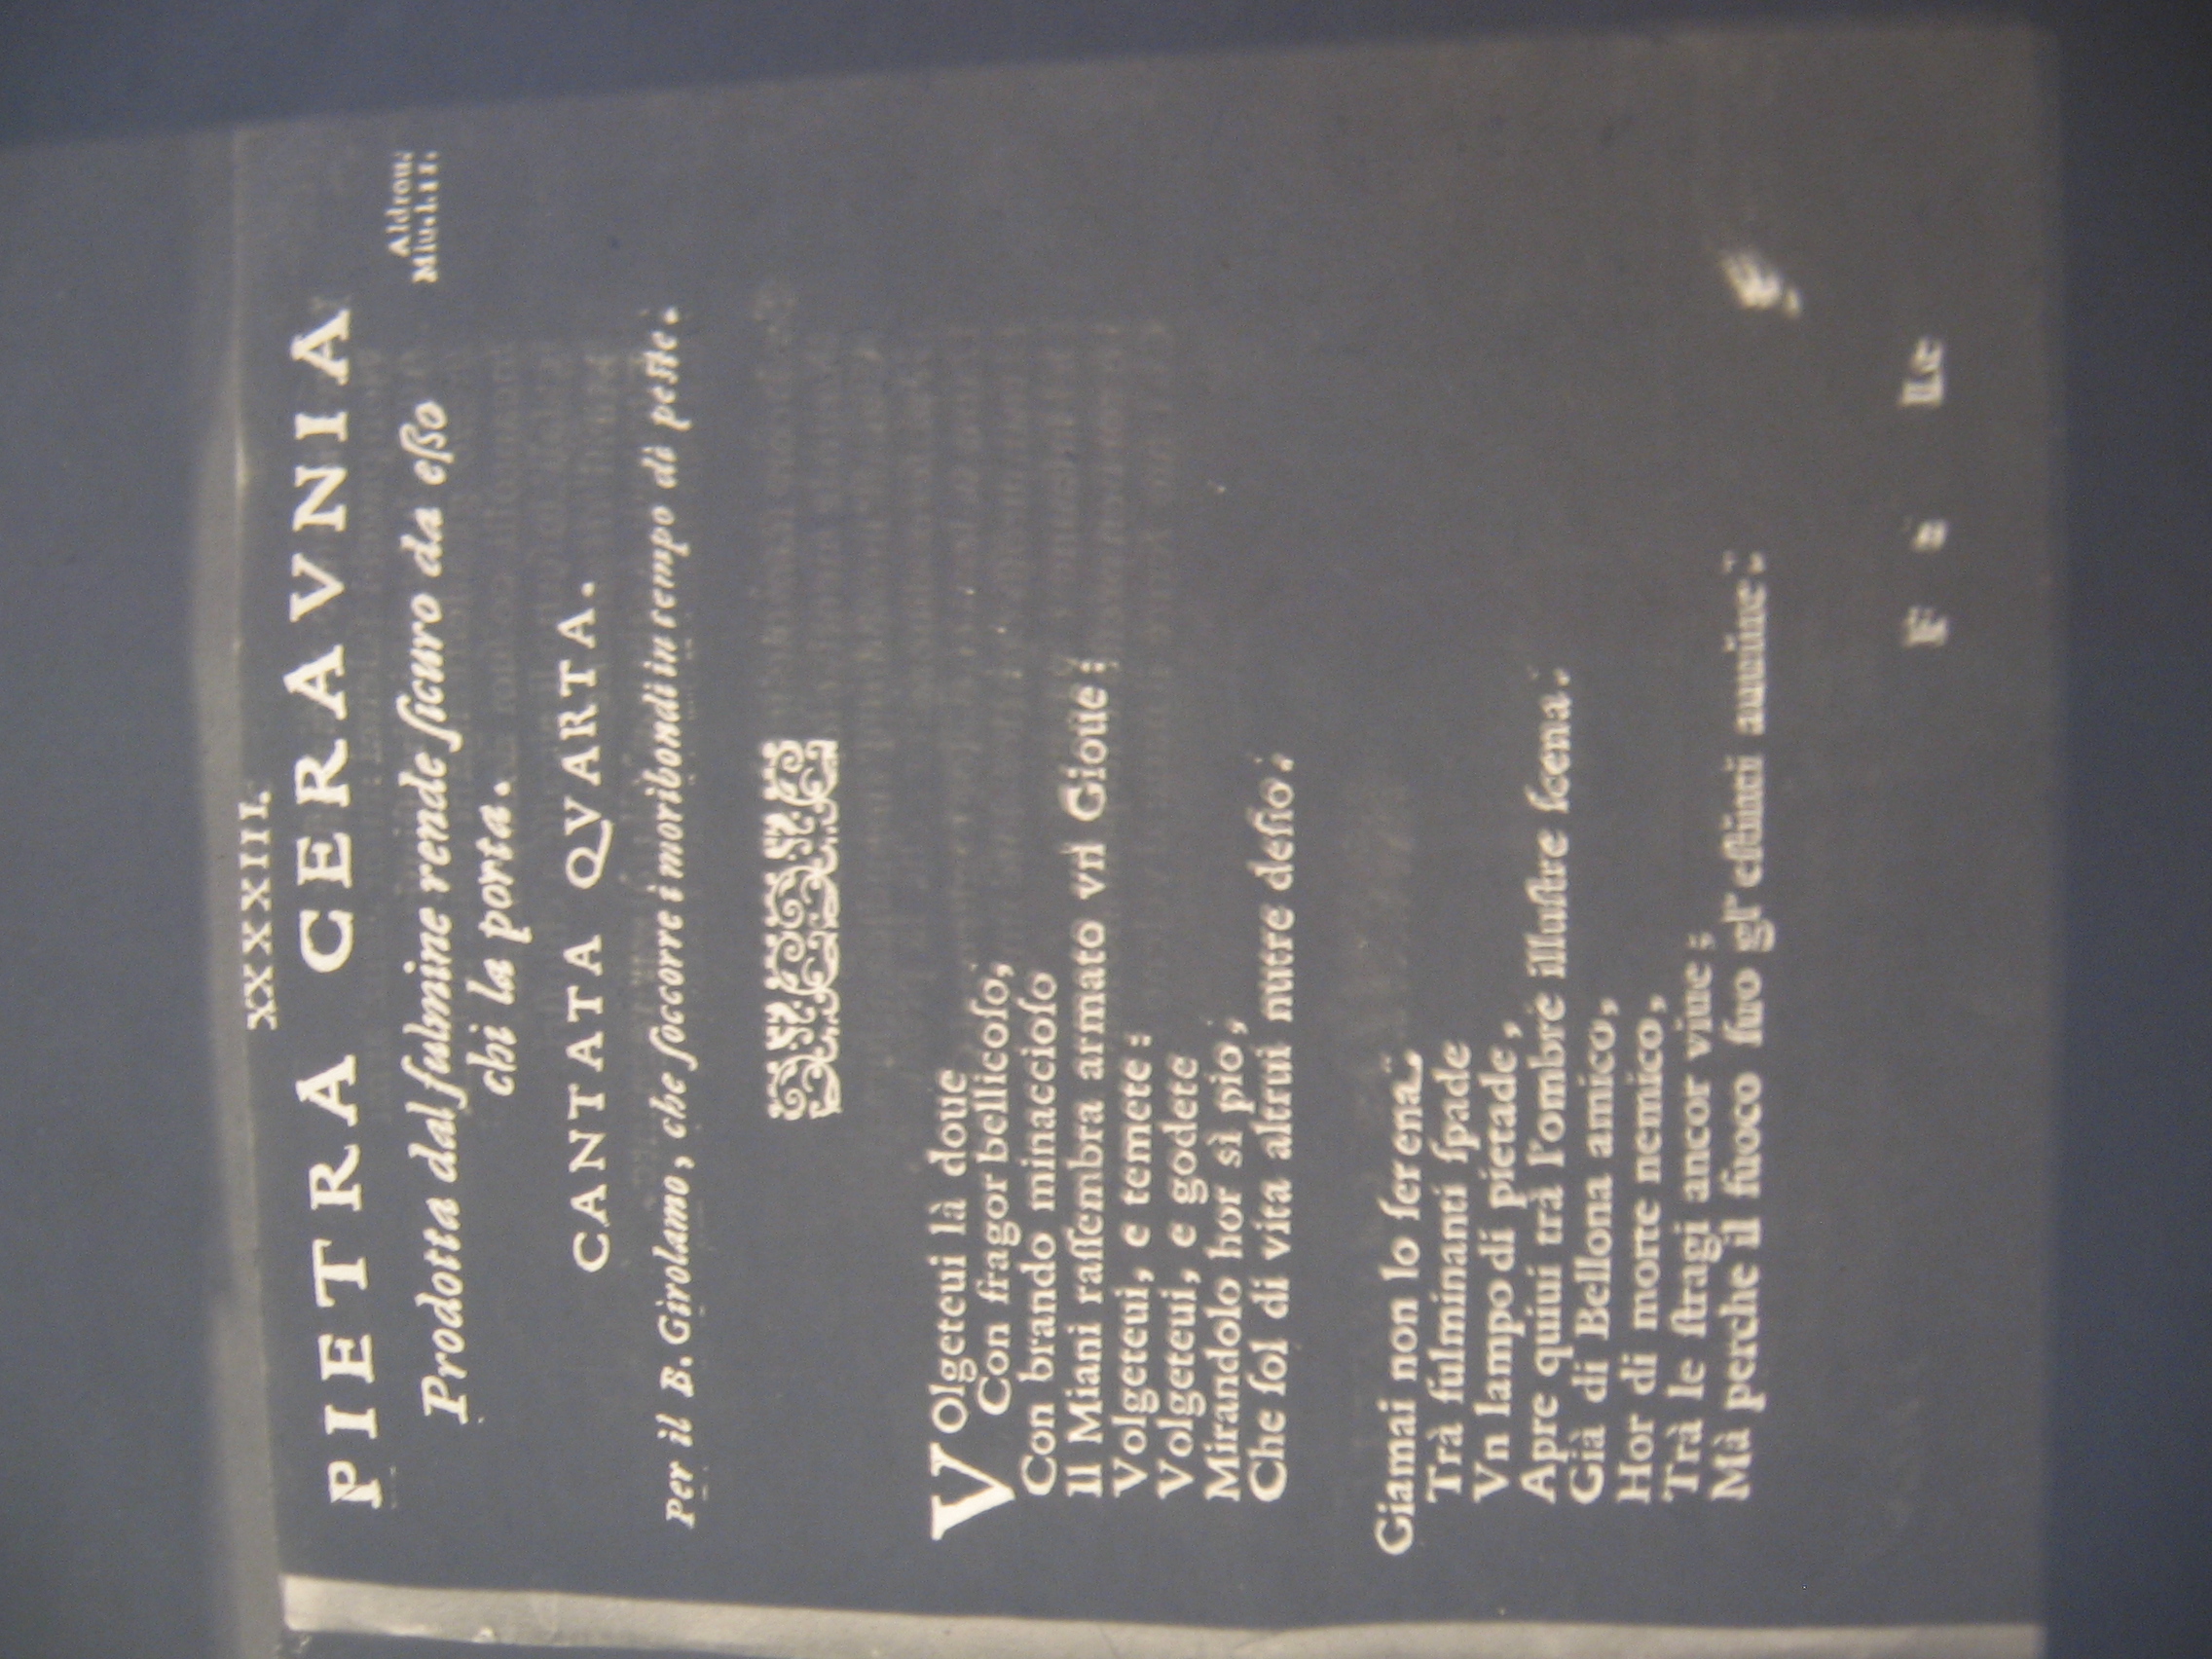 XXXXIII.
PIETRA CERAVNIA
Prodotta dal fulmine rende ſicuro da eßo
chi la porta.
Aldrou.
Miu.l.11.
CANTATA QVARTA.
Per il B. Girolamo, che ſoccorre i moribondi in tempo di peste.
VOlgeteui là doue
Con fragor bellicoſo,
Con brando minaccioſo
Il Miani raſſembra armato vn Gioue:
Volgeteui, e temete:
Volgeteui, e godete
Mirandolo hor sì pio,
Che ſol di vita altrui nutre deſio.
Giamai non lo ſerena
Trà fulminanti ſpade
Vn lampo di pietade,
Apre quiui trà l'ombre illuſtre ſcena.
Già di Bellona amico,
Hor di morte nemico,
Trà le ſtragi ancor viue;
Mà perche il fuoco ſuo gl' eſtinti auuiue.
F 2 Le